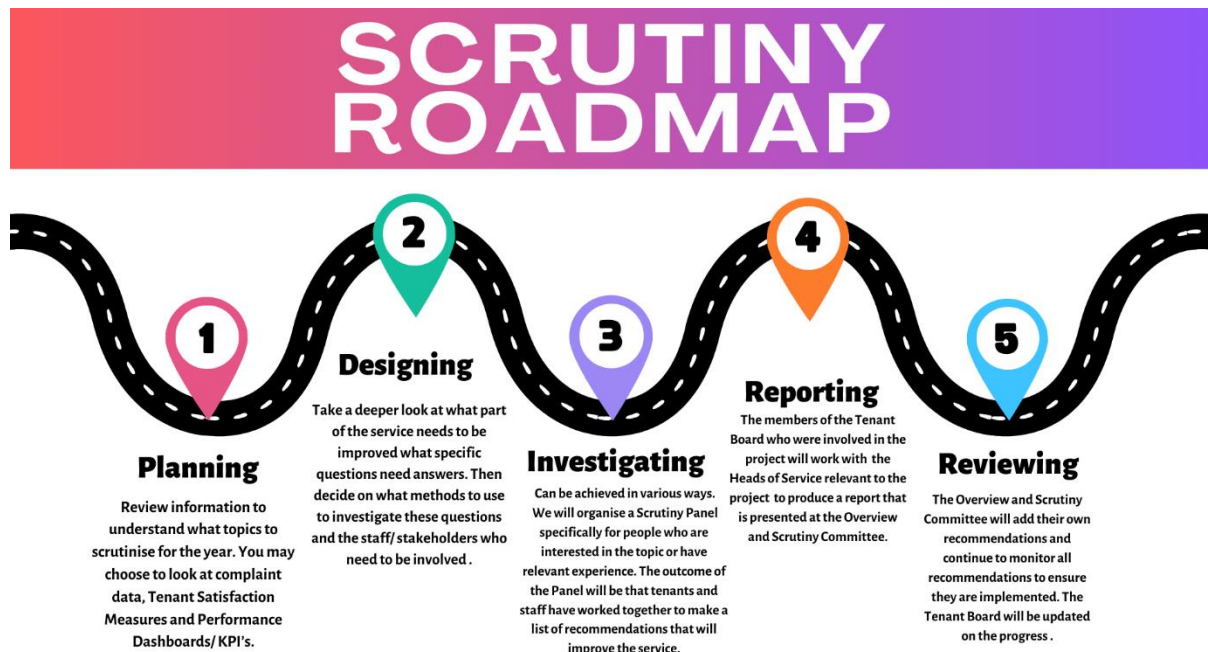 SCRUTINY
ROADMAP
1
Planning
Review information to
understand what topics to
scrutinise for the year. You may
choose to look at complaint
data, Tenant Satisfaction
Measures and Performance
Dashboards/ KPI's.
2
Designing
Take a deeper look at what part
of the service needs to be
improved what specific
questions need answers. Then
decide on what methods to use
to investigate these questions
and the staff/ stakeholders who
need to be involved .
3
Investigating
Can be achieved in various ways.
We will organise a Scrutiny Panel
specifically for people who are
interested in the topic or have
relevant experience. The outcome of
the Panel will be that tenants and
staff have worked together to make a
list of recommendations that will
improve the service.
4
Reporting
The members of the Tenant
Board who were involved in the
project will work with the
Heads of Service relevant to the
project to produce a report that
is presented at the Overview
and Scrutiny Committee.
5
Reviewing
The Overview and Scrutiny
Committee will add their own
recommendations and
continue to monitor all
recommendations to ensure
they are implemented. The
Tenant Board will be updated
on the progress .